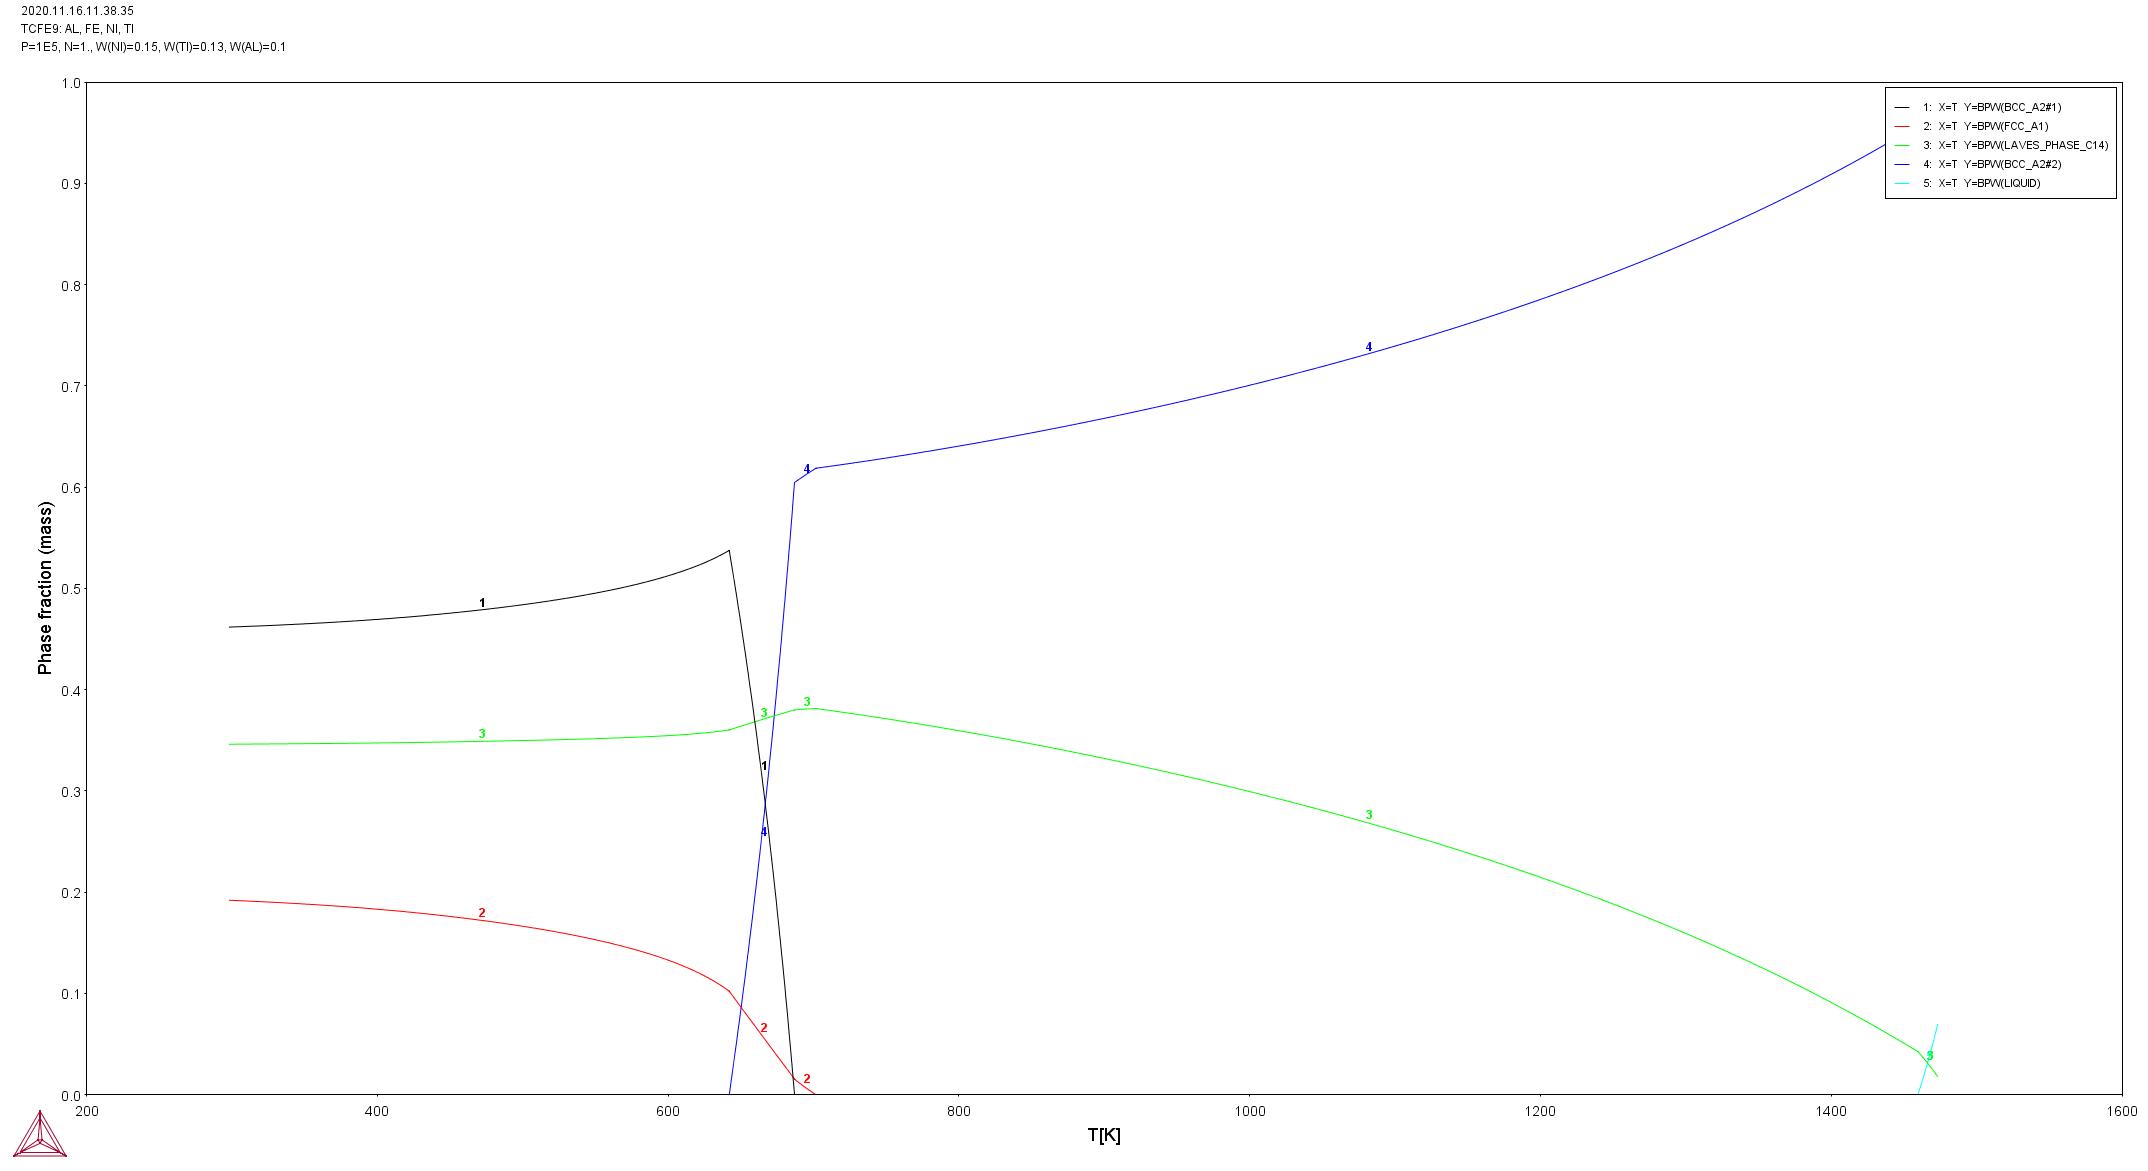 2020.11.16.11.38.35
TCFE9: AL, FE, NI, TI
P=1E5, N=1., W(NI)=0.15, W(TI)=0.13, W(AL)=0.1
1: X=T Y=BPW(BCC_A2#1)
2: X=T Y=BPW(FCC_A1)
3: X=T Y=BPW(LAVES_PHASE_C14)
4: X=T Y=BPW(BCC_A2#2)
5: X=T Y=BPW(LIQUID)
1.0
0.9
0.8
0.7
0.6
0.5
0.4
0.3
0.2
0.1
0.0
Phase fraction (mass)
4
4
1
3
3
3
1
4
3
2
2
2
200 400 600 800 1000 1200 1400 1600
T[K]